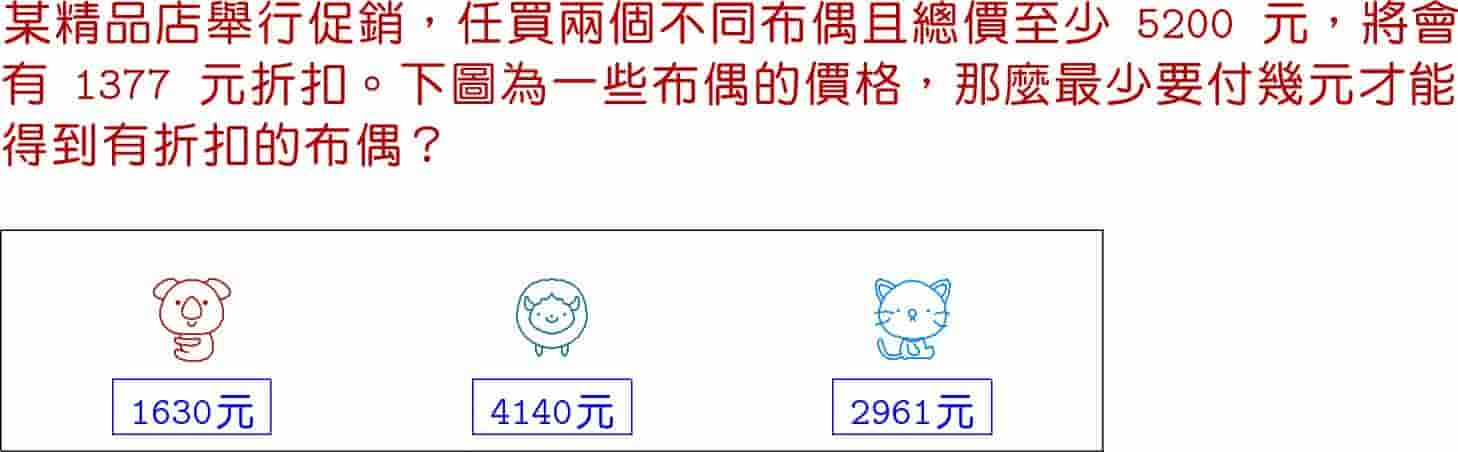 某精品店舉行促銷，任買兩個不同布偶且總價至少 5200 元，將會
有 1377 元折扣。下圖為一些布偶的價格，那麼最少要付幾元才能
得到有折扣的布偶？
1630元 4140元 2961元